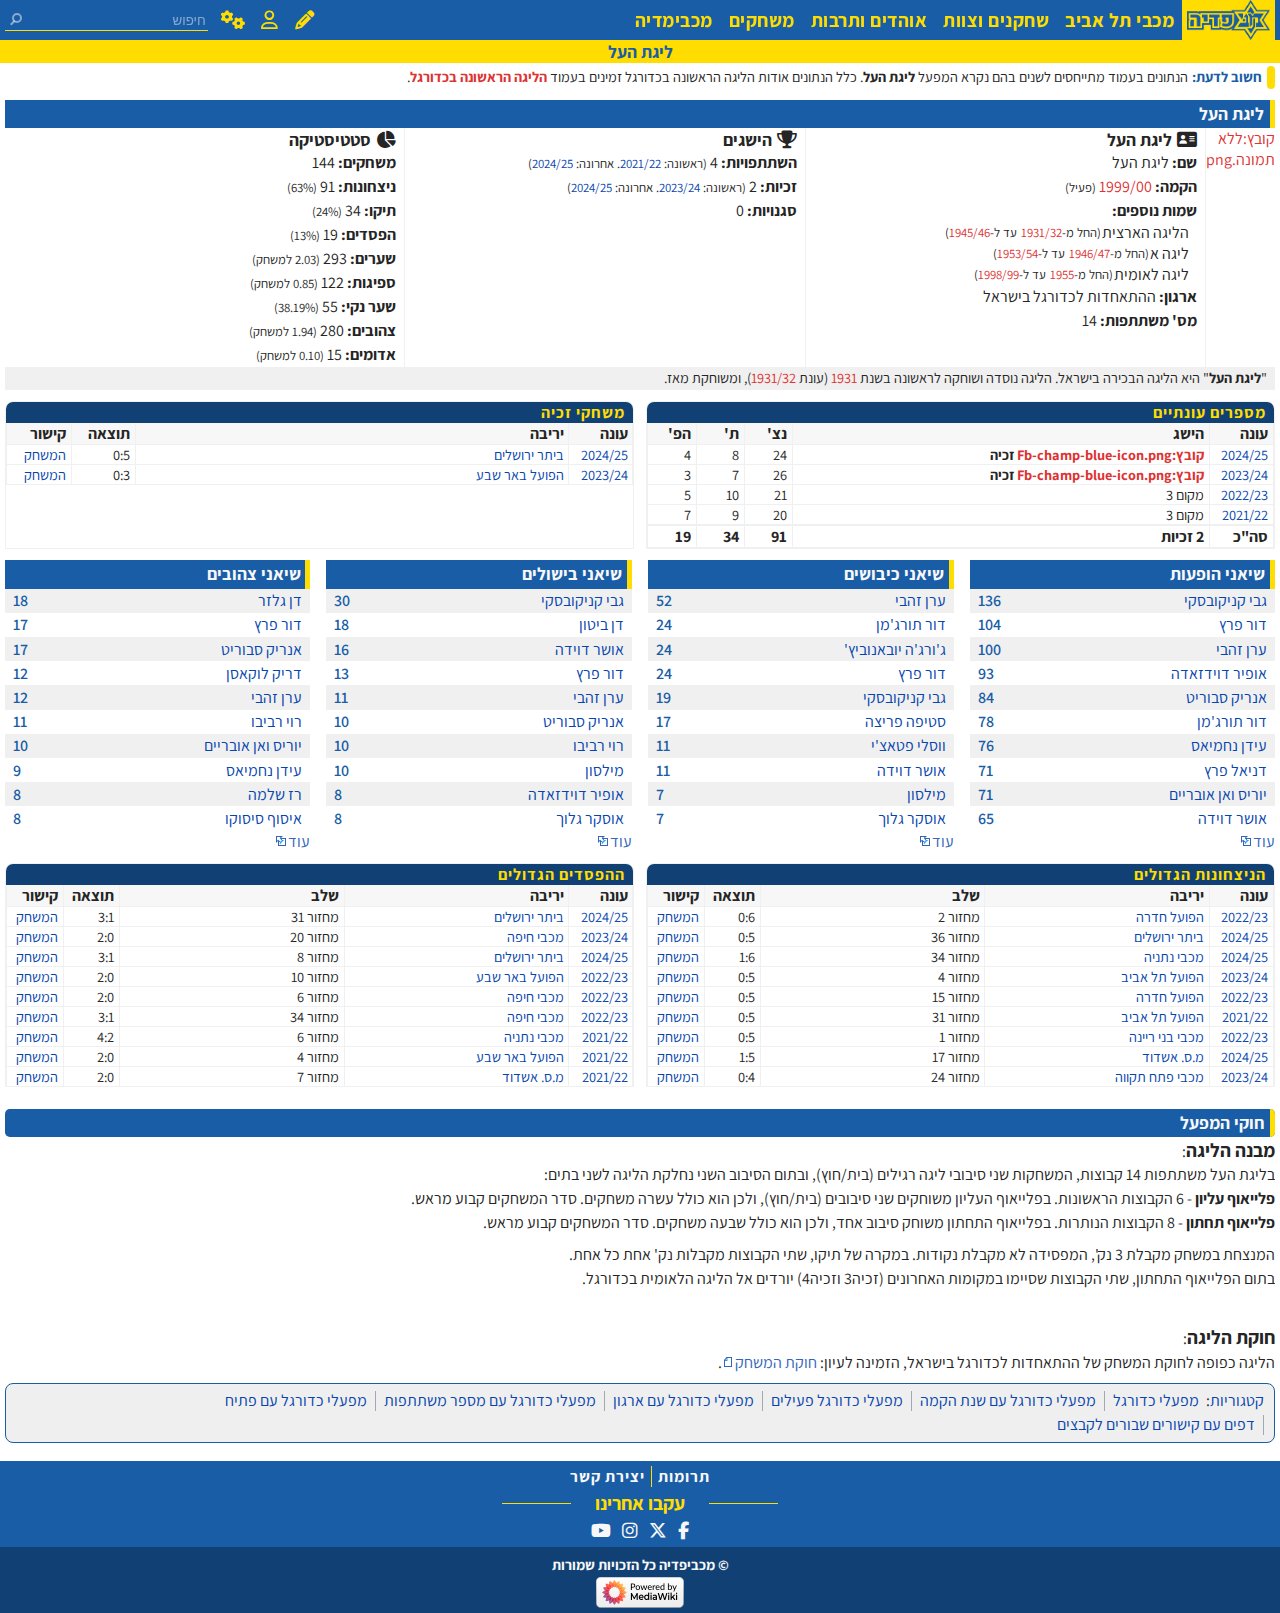 מכביפדיה
מכבי תל אביב שחקנים וצוות אוהדים ותרבות משחקים מכבימדיה
חיפוש
ליגת העל
חשוב לדעת: הנתונים בעמוד מתייחסים לשנים בהם נקרא המפעל ליגת העל. כלל הנתונים אודות הליגה הראשונה בכדורגל זמינים בעמוד הליגה הראשונה בכדורגל.
ליגת העל
קובץ:ללא
תמונה.png
ליגת העל
שם: ליגת העל
הקמה: 1999/00 (פעיל)
שמות נוספים:
הליגה הארצית (החל מ-1931/32 עד ל-1945/46)
ליגה א (החל מ-1946/47 עד ל-1953/54)
ליגה לאומית (החל מ-1955 עד ל-1998/99)
ארגון: ההתאחדות לכדורגל בישראל
מס' משתתפות: 14
הישגים
השתתפויות: 4 (ראשונה: 2021/22. אחרונה: 2024/25)
זכיות: 2 (ראשונה: 2023/24. אחרונה: 2024/25)
סגנויות: 0
סטטיסטיקה
משחקים: 144
ניצחונות: 91 (63%)
תיקו: 34 (24%)
הפסדים: 19 (13%)
שערים: 293 (2.03 למשחק)
ספיגות: 122 (0.85 למשחק)
שער נקי: 55 (38.19%)
צהובים: 280 (1.94 למשחק)
אדומים: 15 (0.10 למשחק)
"ליגת העל" היא הליגה הבכירה בישראל. הליגה נוסדה ושוחקה לראשונה בשנת 1931 (עונת 1931/32), ומשוחקת מאז.
מספרים עונתיים
עונה הישג נצ' ת' הפ'
2024/25 קובץ:Fb-champ-blue-icon.png זכיה 24 8 4
2023/24 קובץ:Fb-champ-blue-icon.png זכיה 26 7 3
2022/23 מקום 3 21 10 5
2021/22 מקום 3 20 9 7
סה"כ 2 זכיות 91 34 19
משחקי זכיה
עונה יריבה תוצאה קישור
2024/25 ביתר ירושלים 0:5 המשחק
2023/24 הפועל באר שבע 0:3 המשחק
שיאני הופעות
גבי קניקובסקי 136
דור פרץ 104
ערן זהבי 100
אופיר דוידזאדה 93
אנריק סבוריט 84
דור תורג'מן 78
עידן נחמיאס 76
דניאל פרץ 71
יוריס ואן אובריים 71
אושר דוידה 65
עוד
שיאני כיבושים
ערן זהבי 52
דור תורג'מן 24
ג'ורג'ה יובאנוביץ' 24
דור פרץ 24
גבי קניקובסקי 19
סטיפה פריצה 17
ווסלי פטאצ'י 11
אושר דוידה 11
מילסון 7
אוסקר גלוך 7
עוד
שיאני בישולים
גבי קניקובסקי 30
דן ביטון 18
אושר דוידה 16
דור פרץ 13
ערן זהבי 11
אנריק סבוריט 10
רוי רביבו 10
מילסון 10
אופיר דוידזאדה 8
אוסקר גלוך 8
עוד
שיאני צהובים
דן גלזר 18
דור פרץ 17
אנריק סבוריט 17
דריק לוקאסן 12
ערן זהבי 12
רוי רביבו 11
יוריס ואן אובריים 10
עידן נחמיאס 9
רז שלמה 8
איסוף סיסוקו 8
עוד
הניצחונות הגדולים
עונה יריבה שלב תוצאה קישור
2022/23 הפועל חדרה מחזור 2 0:6 המשחק
2024/25 ביתר ירושלים מחזור 36 0:5 המשחק
2024/25 מכבי נתניה מחזור 34 1:6 המשחק
2023/24 הפועל תל אביב מחזור 4 0:5 המשחק
2022/23 הפועל חדרה מחזור 15 0:5 המשחק
2021/22 הפועל תל אביב מחזור 31 0:5 המשחק
2022/23 מכבי בני ריינה מחזור 1 0:5 המשחק
2024/25 מ.ס. אשדוד מחזור 17 1:5 המשחק
2023/24 מכבי פתח תקווה מחזור 24 0:4 המשחק
ההפסדים הגדולים
עונה יריבה שלב תוצאה קישור
2024/25 ביתר ירושלים מחזור 31 3:1 המשחק
2023/24 מכבי חיפה מחזור 20 2:0 המשחק
2024/25 ביתר ירושלים מחזור 8 3:1 המשחק
2022/23 הפועל באר שבע מחזור 10 2:0 המשחק
2022/23 מכבי חיפה מחזור 6 2:0 המשחק
2022/23 מכבי חיפה מחזור 34 3:1 המשחק
2021/22 מכבי נתניה מחזור 6 4:2 המשחק
2021/22 הפועל באר שבע מחזור 4 2:0 המשחק
2021/22 מ.ס. אשדוד מחזור 7 2:0 המשחק
חוקי המפעל
מבנה הליגה:
בליגת העל משתתפות 14 קבוצות, המשחקות שני סיבובי ליגה רגילים (בית/חוץ), ובתום הסיבוב השני נחלקת הליגה לשני בתים:
פלייאוף עליון - 6 הקבוצות הראשונות. בפלייאוף העליון משוחקים שני סיבובים (בית/חוץ), ולכן הוא כולל עשרה משחקים. סדר המשחקים קבוע מראש.
פלייאוף תחתון - 8 הקבוצות הנותרות. בפלייאוף התחתון משוחק סיבוב אחד, ולכן הוא כולל שבעה משחקים. סדר המשחקים קבוע מראש.
המנצחת במשחק מקבלת 3 נק', המפסידה לא מקבלת נקודות. במקרה של תיקו, שתי הקבוצות מקבלות נק' אחת כל אחת.
בתום הפלייאוף התחתון, שתי הקבוצות שסיימו במקומות האחרונים (זכיה3 וזכיה4) יורדים אל הליגה הלאומית בכדורגל.
חוקת הליגה:
הליגה כפופה לחוקת המשחק של ההתאחדות לכדורגל בישראל, הזמינה לעיון: חוקת המשחק.
קטגוריות: מפעלי כדורגל | מפעלי כדורגל עם שנת הקמה | מפעלי כדורגל פעילים | מפעלי כדורגל עם ארגון | מפעלי כדורגל עם מספר משתתפות | מפעלי כדורגל עם פתיח
| דפים עם קישורים שבורים לקבצים
תרומות | יצירת קשר
עקבו אחרינו
© מכביפדיה כל הזכויות שמורות
Powered by
MediaWiki